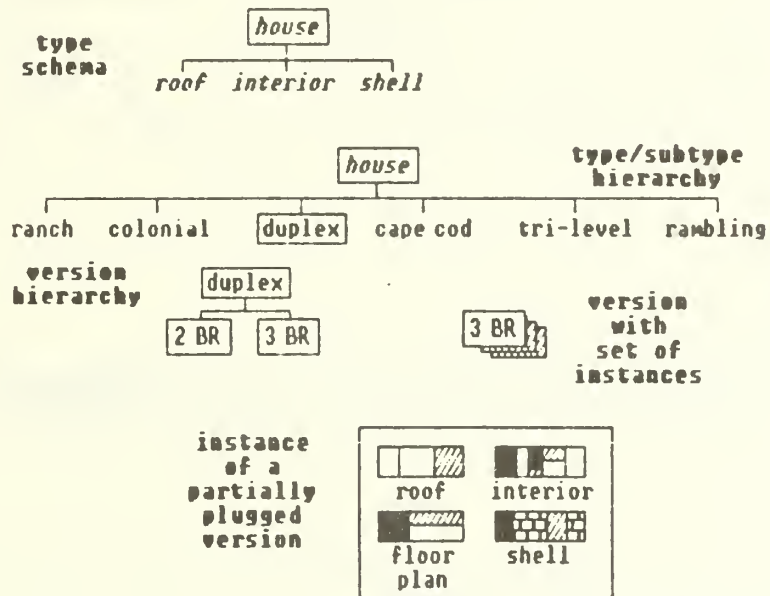 type
schema
house
roof interior shell
house
type/subtype
hierarchy
ranch colonial duplex cape cod tri-level rambling
version
hierarchy
duplex
2 BR 3 BR
3 BR
version
with
set of
instances
instance
of a
partially
plugged
version
roof interior
floor
plan
shell